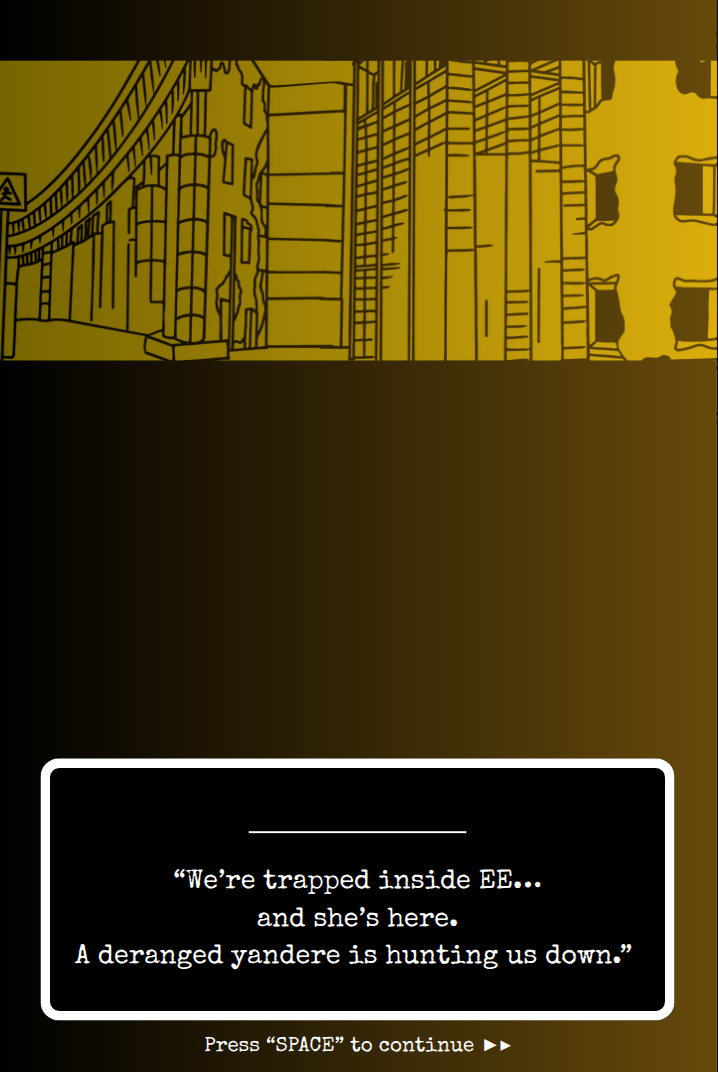 “We’re trapped inside EE...
and she’s here.
A deranged yandere is hunting us down.”
Press “SPACE” to continue ►►